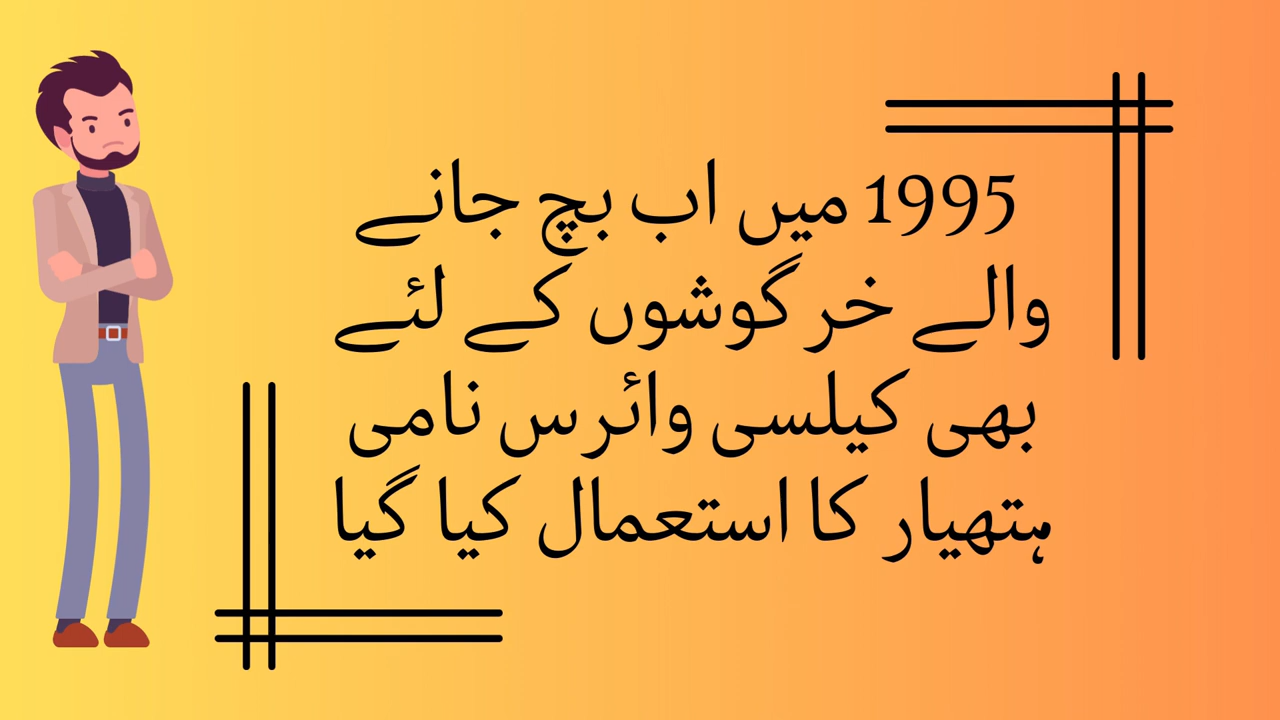 1995 میں اب بچ جانے
والے خرگوشوں کے لئے
بھی کیلسی وائرس نامی
ہتھیار کا استعمال کیا گیا